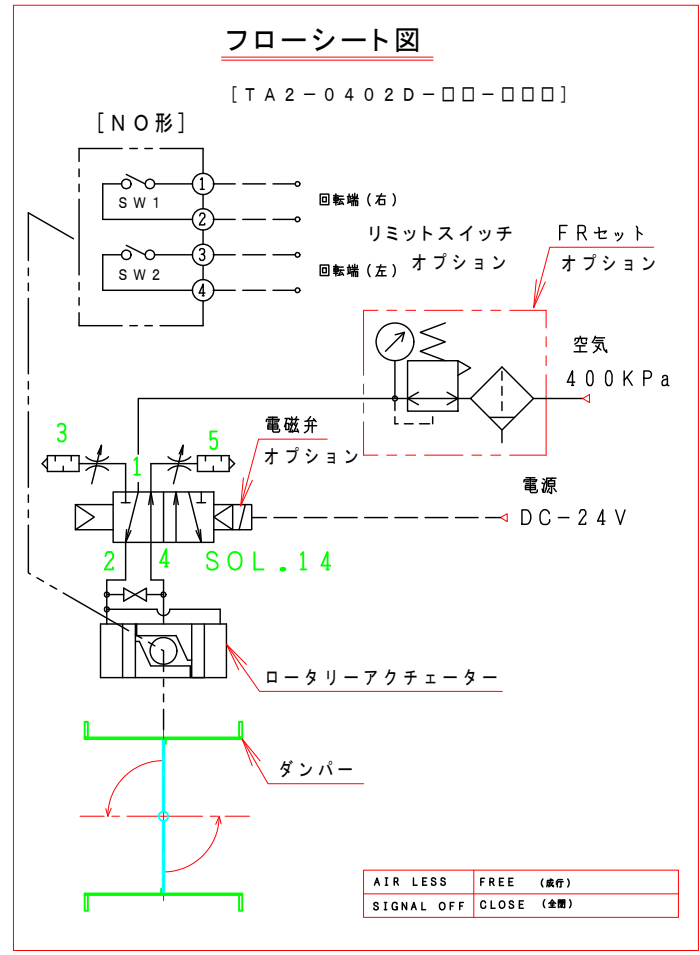 フローシート図
[TA2-0402D-□□-□□□]
[NO形]
SW1
1
2
回転端(右)
SW2
3
4
回転端(左)
リミットスイッチ
オプション
FRセット
オプション
空気
400KPa
電磁弁
オプション
電源
DC-24V
3
1
5
2
4
SOL.14
ロータリーアクチェーター
ダンパー
AIR LESS FREE (成行)
SIGNAL OFF CLOSE (全閉)